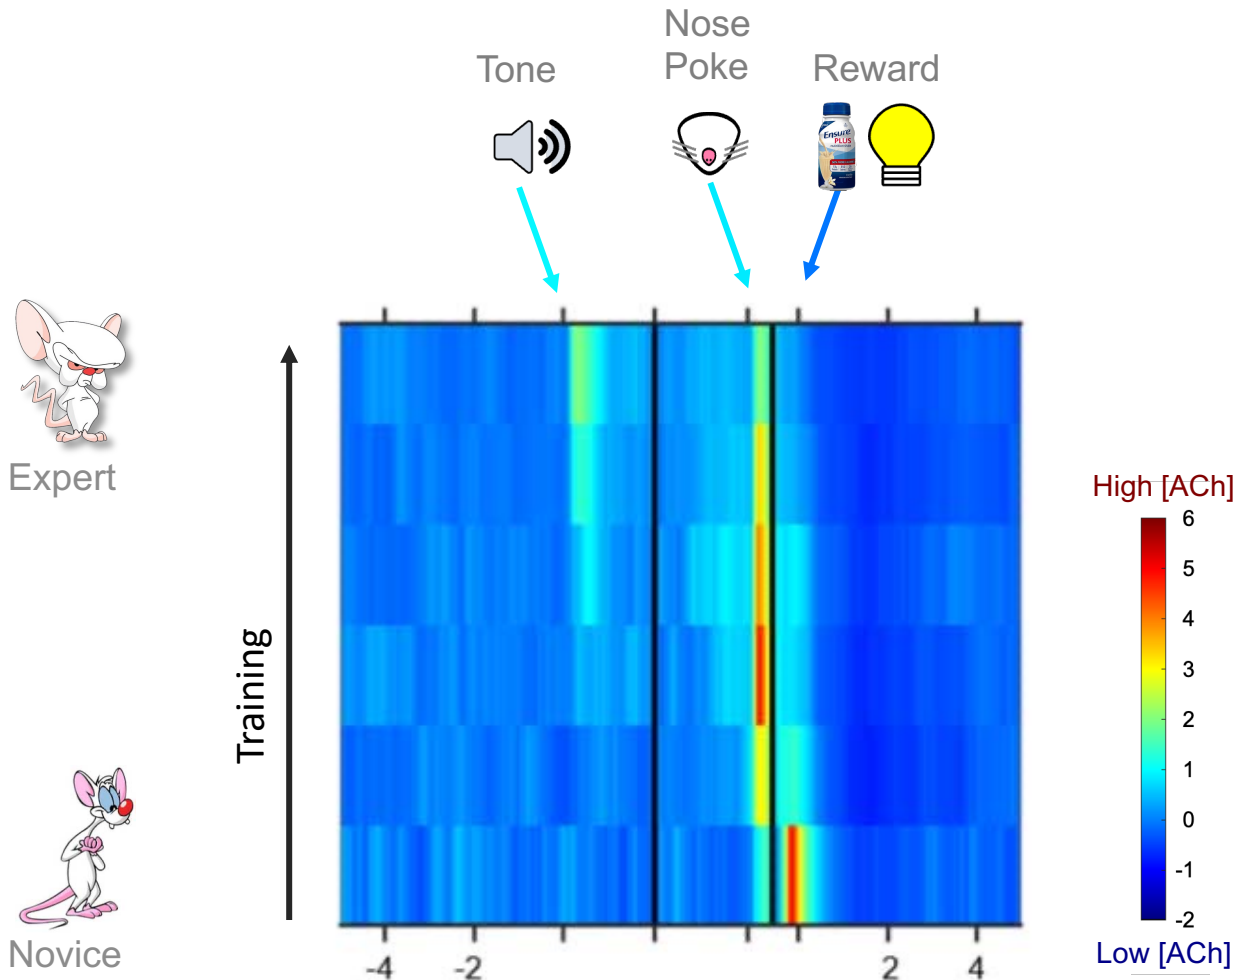 Nose
Poke
Tone
Reward
Ensure
PLUS
Expert
Training
Novice
High [ACh]
6
5
4
3
2
1
0
-1
-2
Low [ACh]
-4
-2
2
4